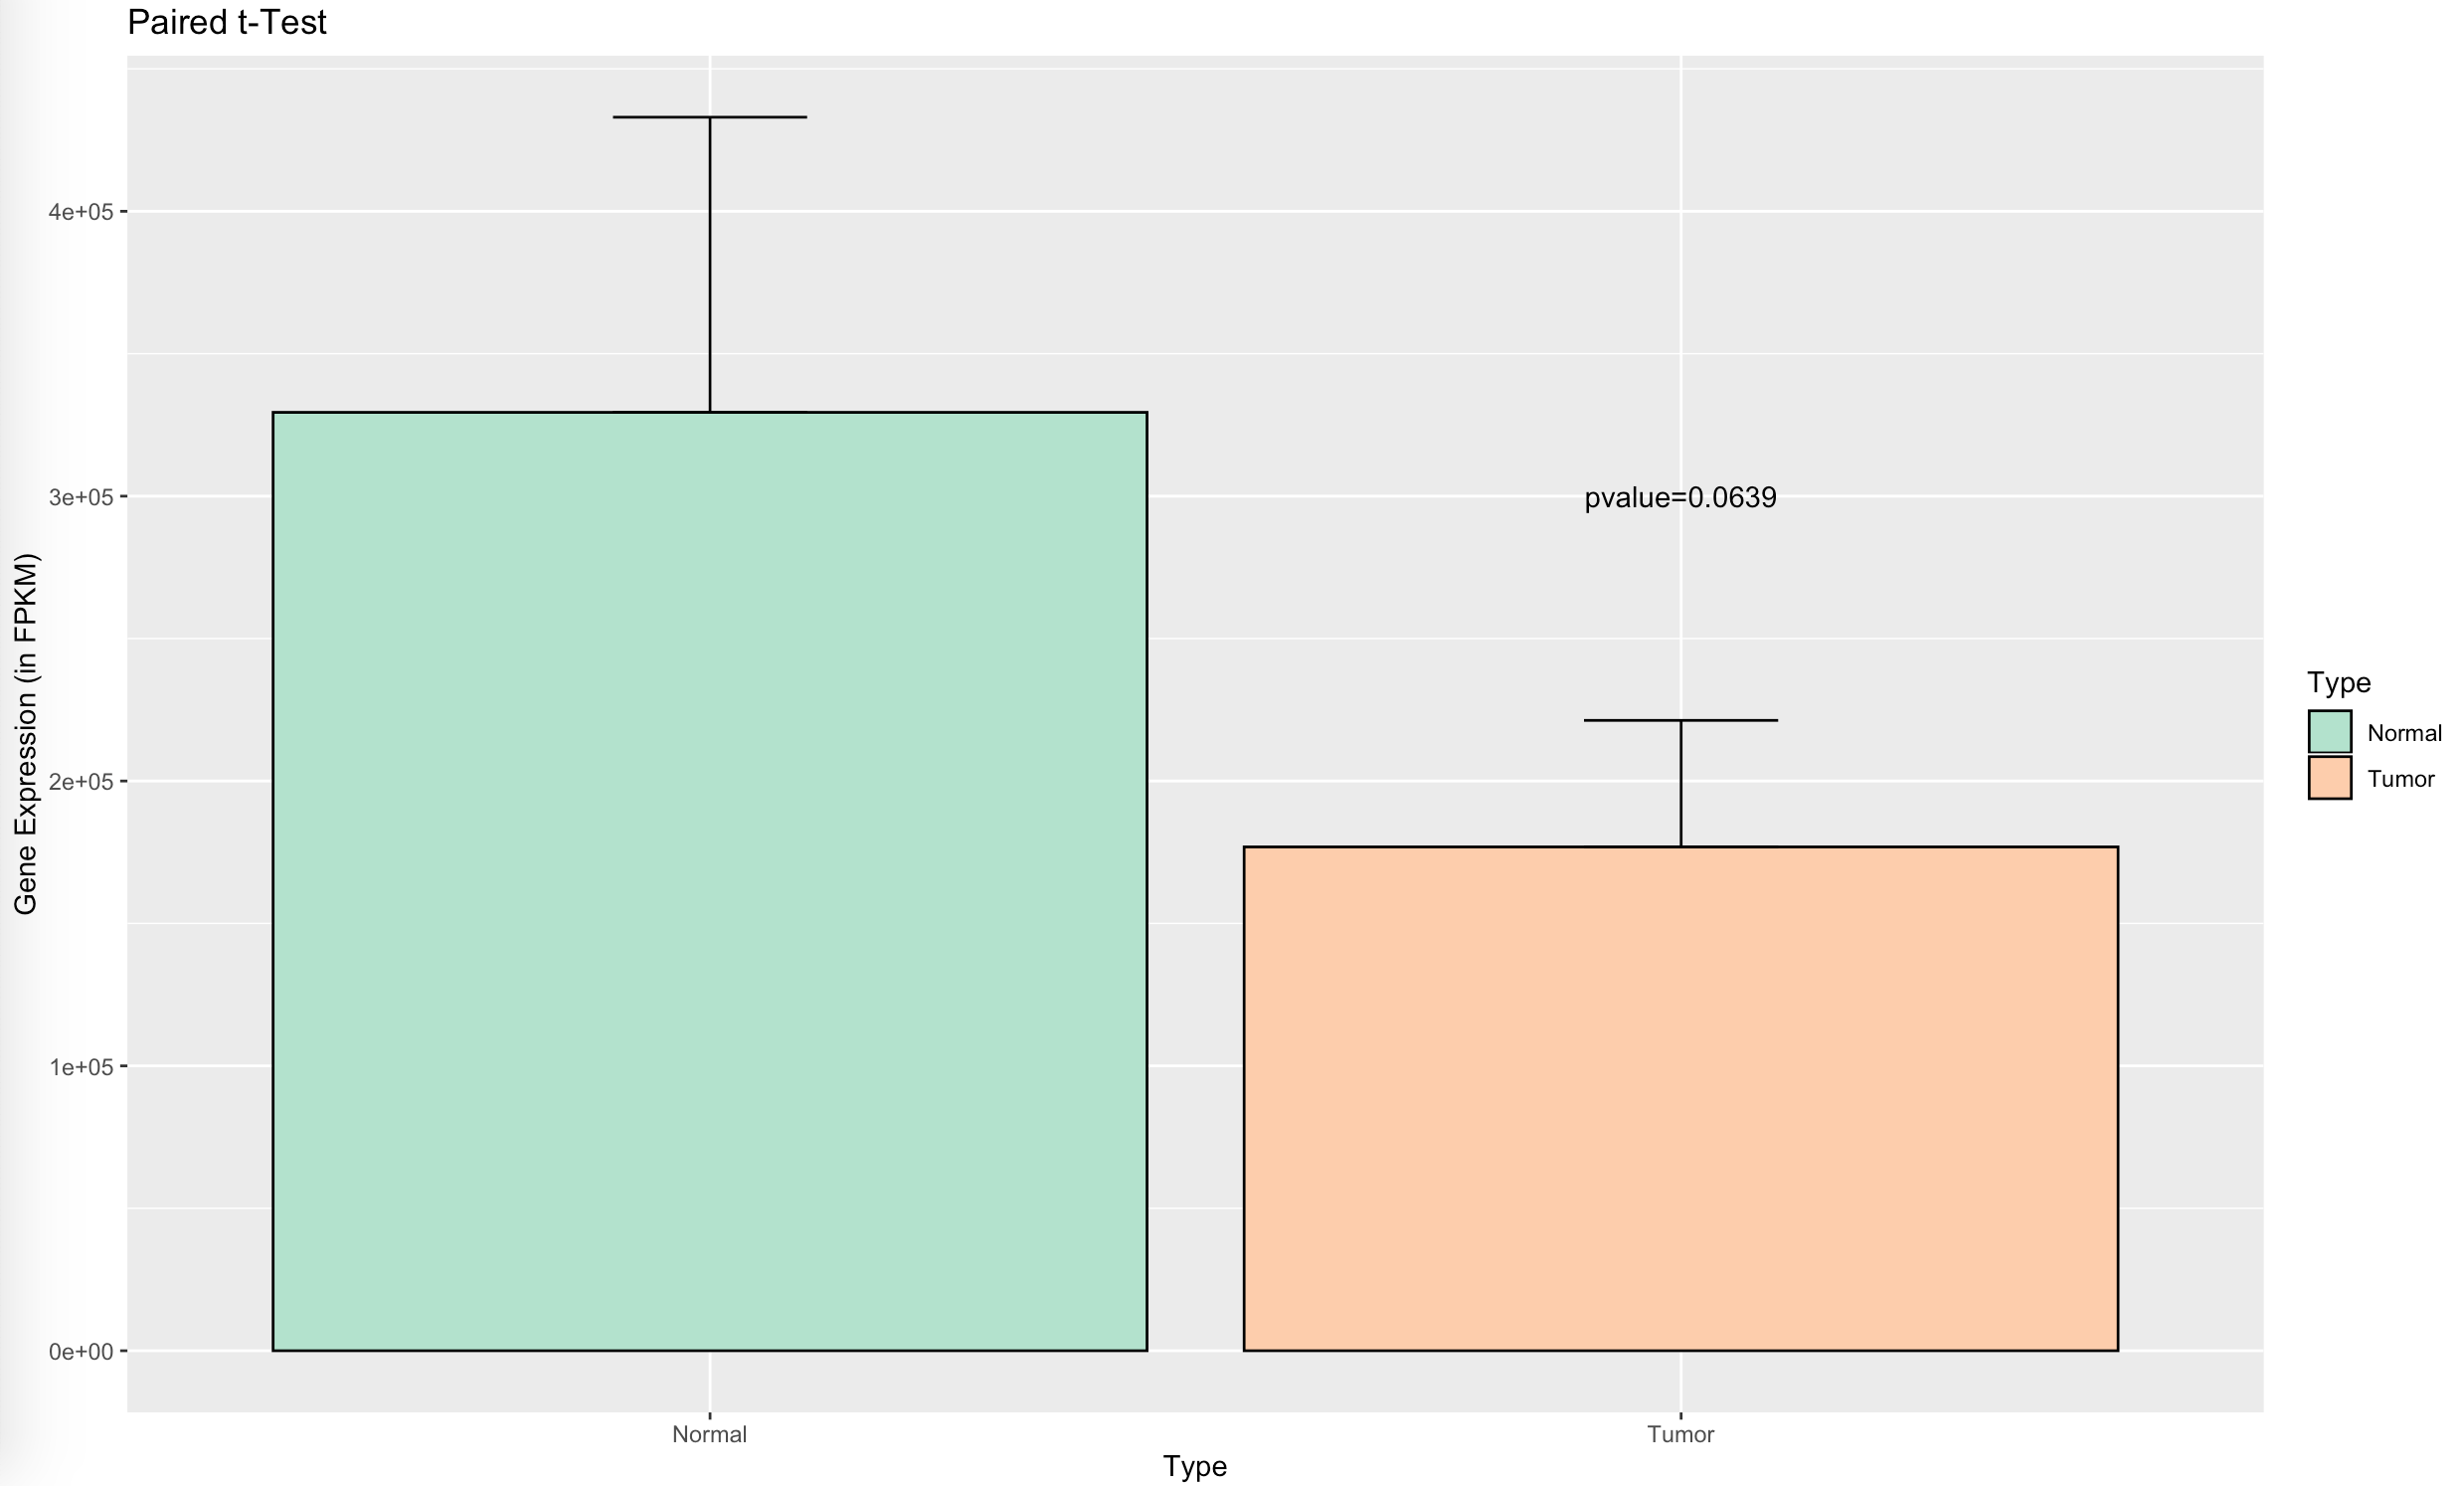 Paired t-Test
Gene Expression (in FPKM)
4e+05
3e+05
2e+05
1e+05
0e+00
pvalue=0.0639
Normal
Tumor
Type
Type
Normal
Tumor